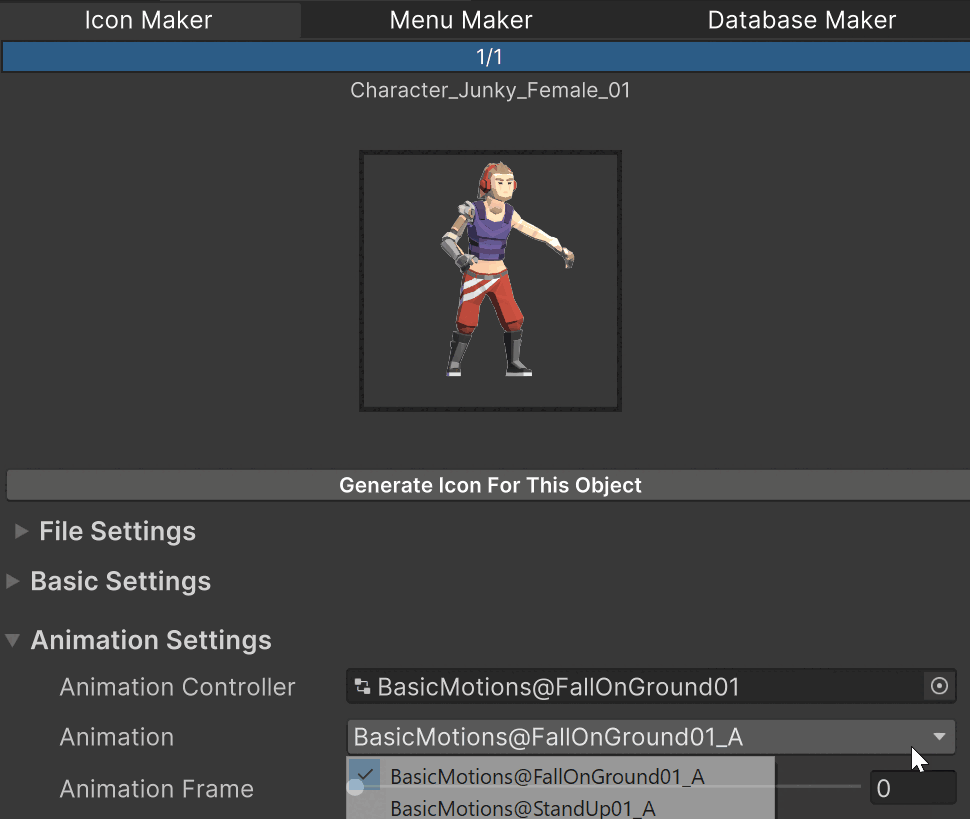 Icon Maker Menu Maker Database Maker
1/1
Character_Junky_Female_01
Generate Icon For This Object
File Settings
Basic Settings
Animation Settings
Animation Controller BasicMotions@FallOnGround01
Animation BasicMotions@FallOnGround01_A
BasicMotions@FallOnGround01_A
Animation Frame 0
BasicMotions@StandUp01_A